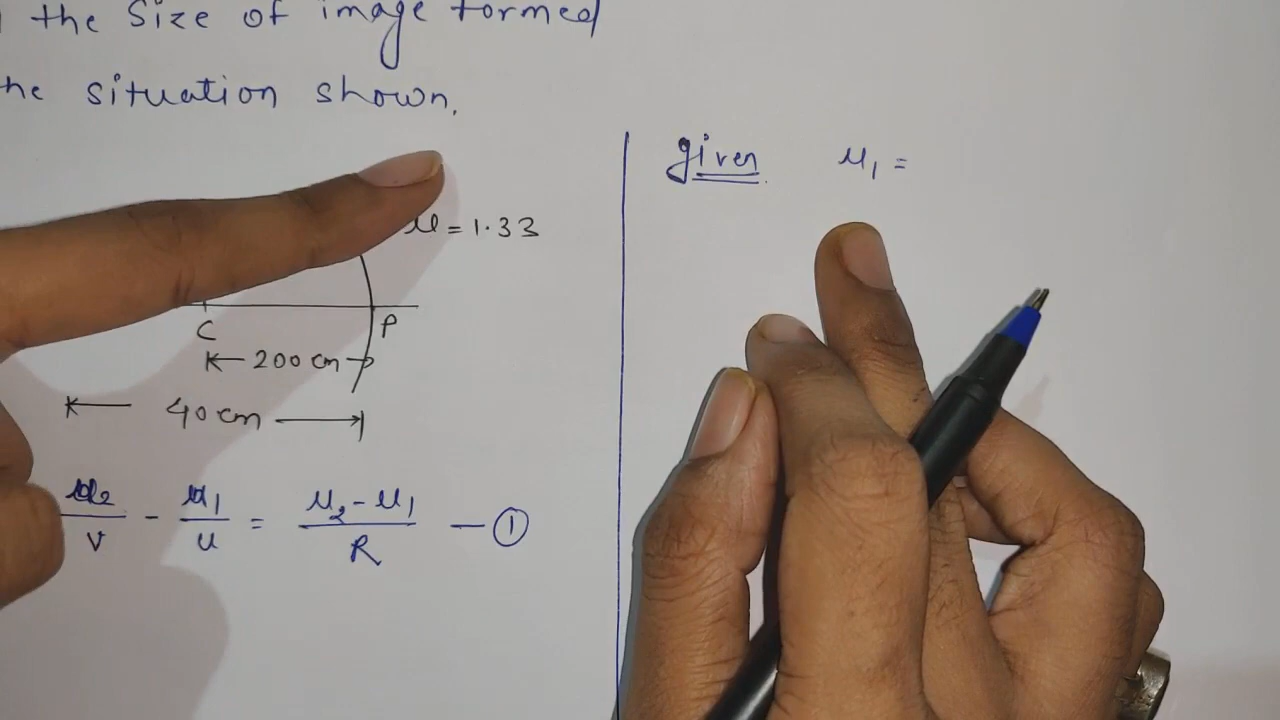 the size of image formed
he situation shown.
given μ₁ =
μ = 1.33
C P
200 cm
40 cm
μ₂/v - μ₁/u = (μ₂ - μ₁)/R — ①